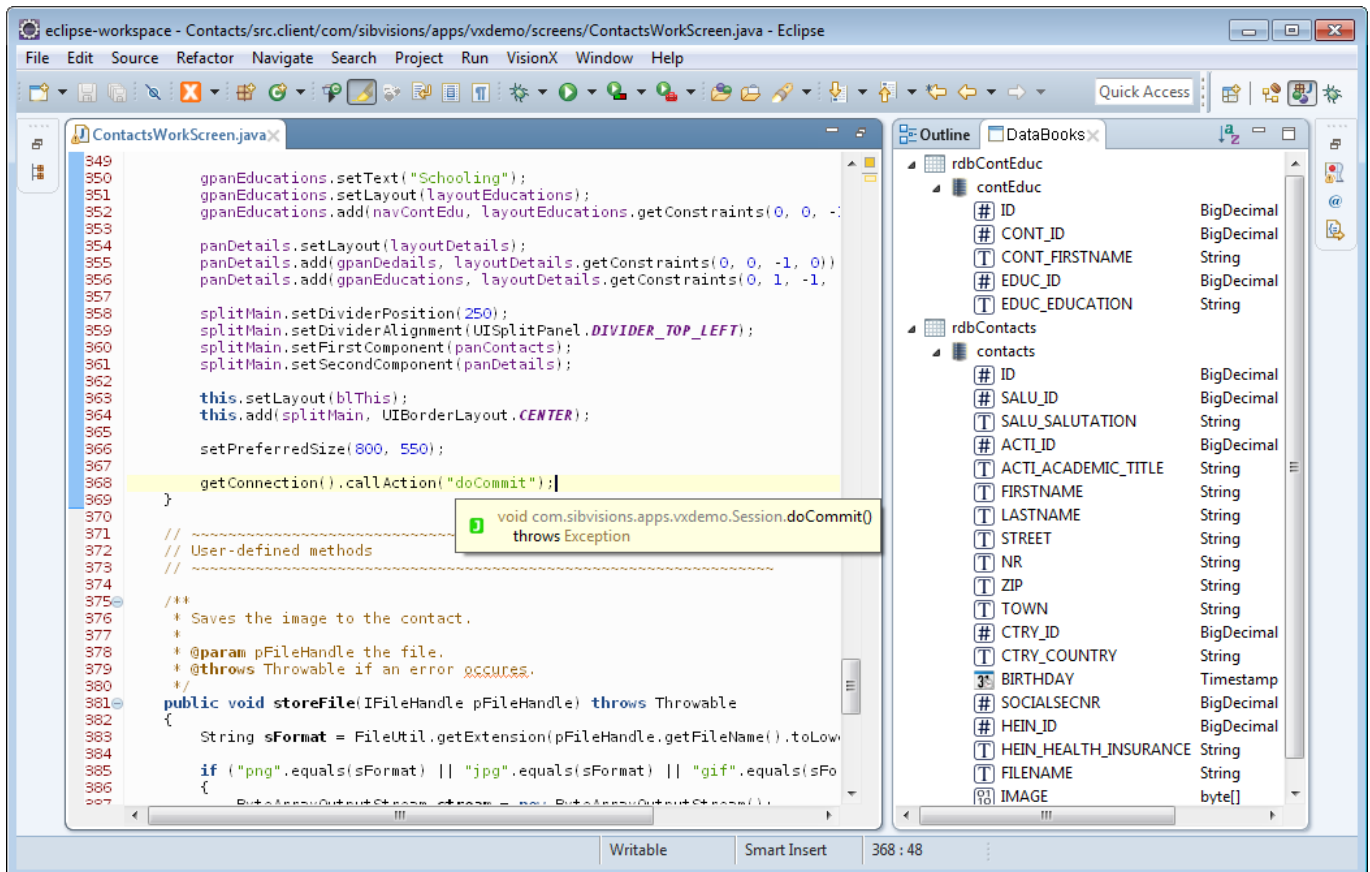 eclipse-workspace - Contacts/src.client/com/sibvisions/apps/vxdemo/screens/ContactsWorkScreen.java - Eclipse
File Edit Source Refactor Navigate Search Project Run VisionX Window Help
Quick Access
ContactsWorkScreen.java
349
350 gpanEducations.setText("Schooling");
351 gpanEducations.setLayout(layoutEducations);
352 gpanEducations.add(navContEdu, layoutEducations.getConstraints(0, 0, -1
353
354 panDetails.setLayout(layoutDetails);
355 panDetails.add(gpanDedails, layoutDetails.getConstraints(0, 0, -1, 0))
356 panDetails.add(gpanEducations, layoutDetails.getConstraints(0, 1, -1,
357
358 splitMain.setDividerPosition(250);
359 splitMain.setDividerAlignment(UISplitPanel.DIVIDER_TOP_LEFT);
360 splitMain.setFirstComponent(panContacts);
361 splitMain.setSecondComponent(panDetails);
362
363 this.setLayout(blThis);
364 this.add(splitMain, UIBorderLayout.CENTER);
365
366 setPreferredSize(800, 550);
367
368 getConnection().callAction("doCommit");
369 }
370
371 // ~~~~~~~~~~~~~~~~~~~~~~~~~~~~~
372 // User-defined methods
373 // ~~~~~~~~~~~~~~~~~~~~~~~~~~~~~~~~~~~~~~~~~~~~~~~~~~~~~~~~~~~~~~~~
374
375 /**
376 * Saves the image to the contact.
377 *
378 * @param pFileHandle the file.
379 * @throws Throwable if an error occures.
380 */
381 public void storeFile(IFileHandle pFileHandle) throws Throwable
382 {
383 String sFormat = FileUtil.getExtension(pFileHandle.getFileName().toLow
384
385 if ("png".equals(sFormat) || "jpg".equals(sFormat) || "gif".equals(sFo
386 {
387 ByteArrayOutputStream stream = new ByteArrayOutputStream();
void com.sibvisions.apps.vxdemo.Session.doCommit()
throws Exception
Outline DataBooks
rdbContEduc
contEduc
ID BigDecimal
CONT_ID BigDecimal
CONT_FIRSTNAME String
EDUC_ID BigDecimal
EDUC_EDUCATION String
rdbContacts
contacts
ID BigDecimal
SALU_ID BigDecimal
SALU_SALUTATION String
ACTI_ID BigDecimal
ACTI_ACADEMIC_TITLE String
FIRSTNAME String
LASTNAME String
STREET String
NR String
ZIP String
TOWN String
CTRY_ID BigDecimal
CTRY_COUNTRY String
BIRTHDAY Timestamp
SOCIALSECNR BigDecimal
HEIN_ID BigDecimal
HEIN_HEALTH_INSURANCE String
FILENAME String
IMAGE byte[]
Writable Smart Insert 368 : 48